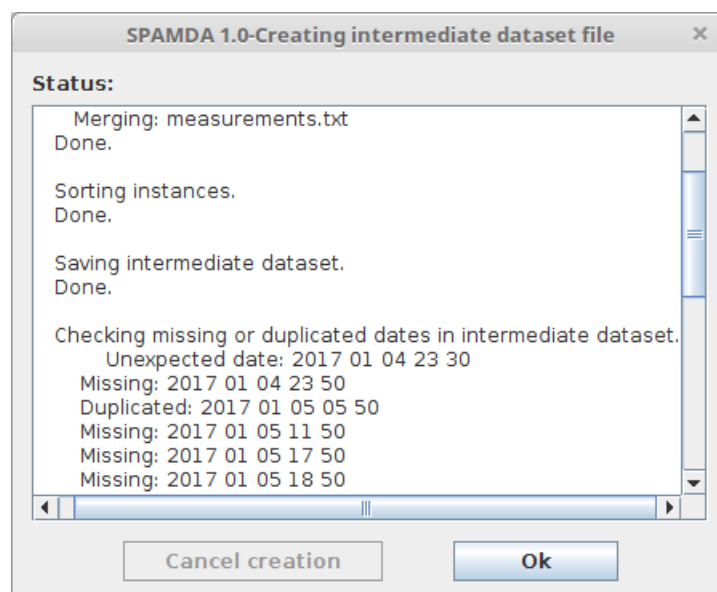 SPAMDA 1.0-Creating intermediate dataset file
Status:
Merging: measurements.txt
Done.
Sorting instances.
Done.
Saving intermediate dataset.
Done.
Checking missing or duplicated dates in intermediate dataset.
Unexpected date: 2017 01 04 23 30
Missing: 2017 01 04 23 50
Duplicated: 2017 01 05 05 50
Missing: 2017 01 05 11 50
Missing: 2017 01 05 17 50
Missing: 2017 01 05 18 50
Cancel creation
Ok